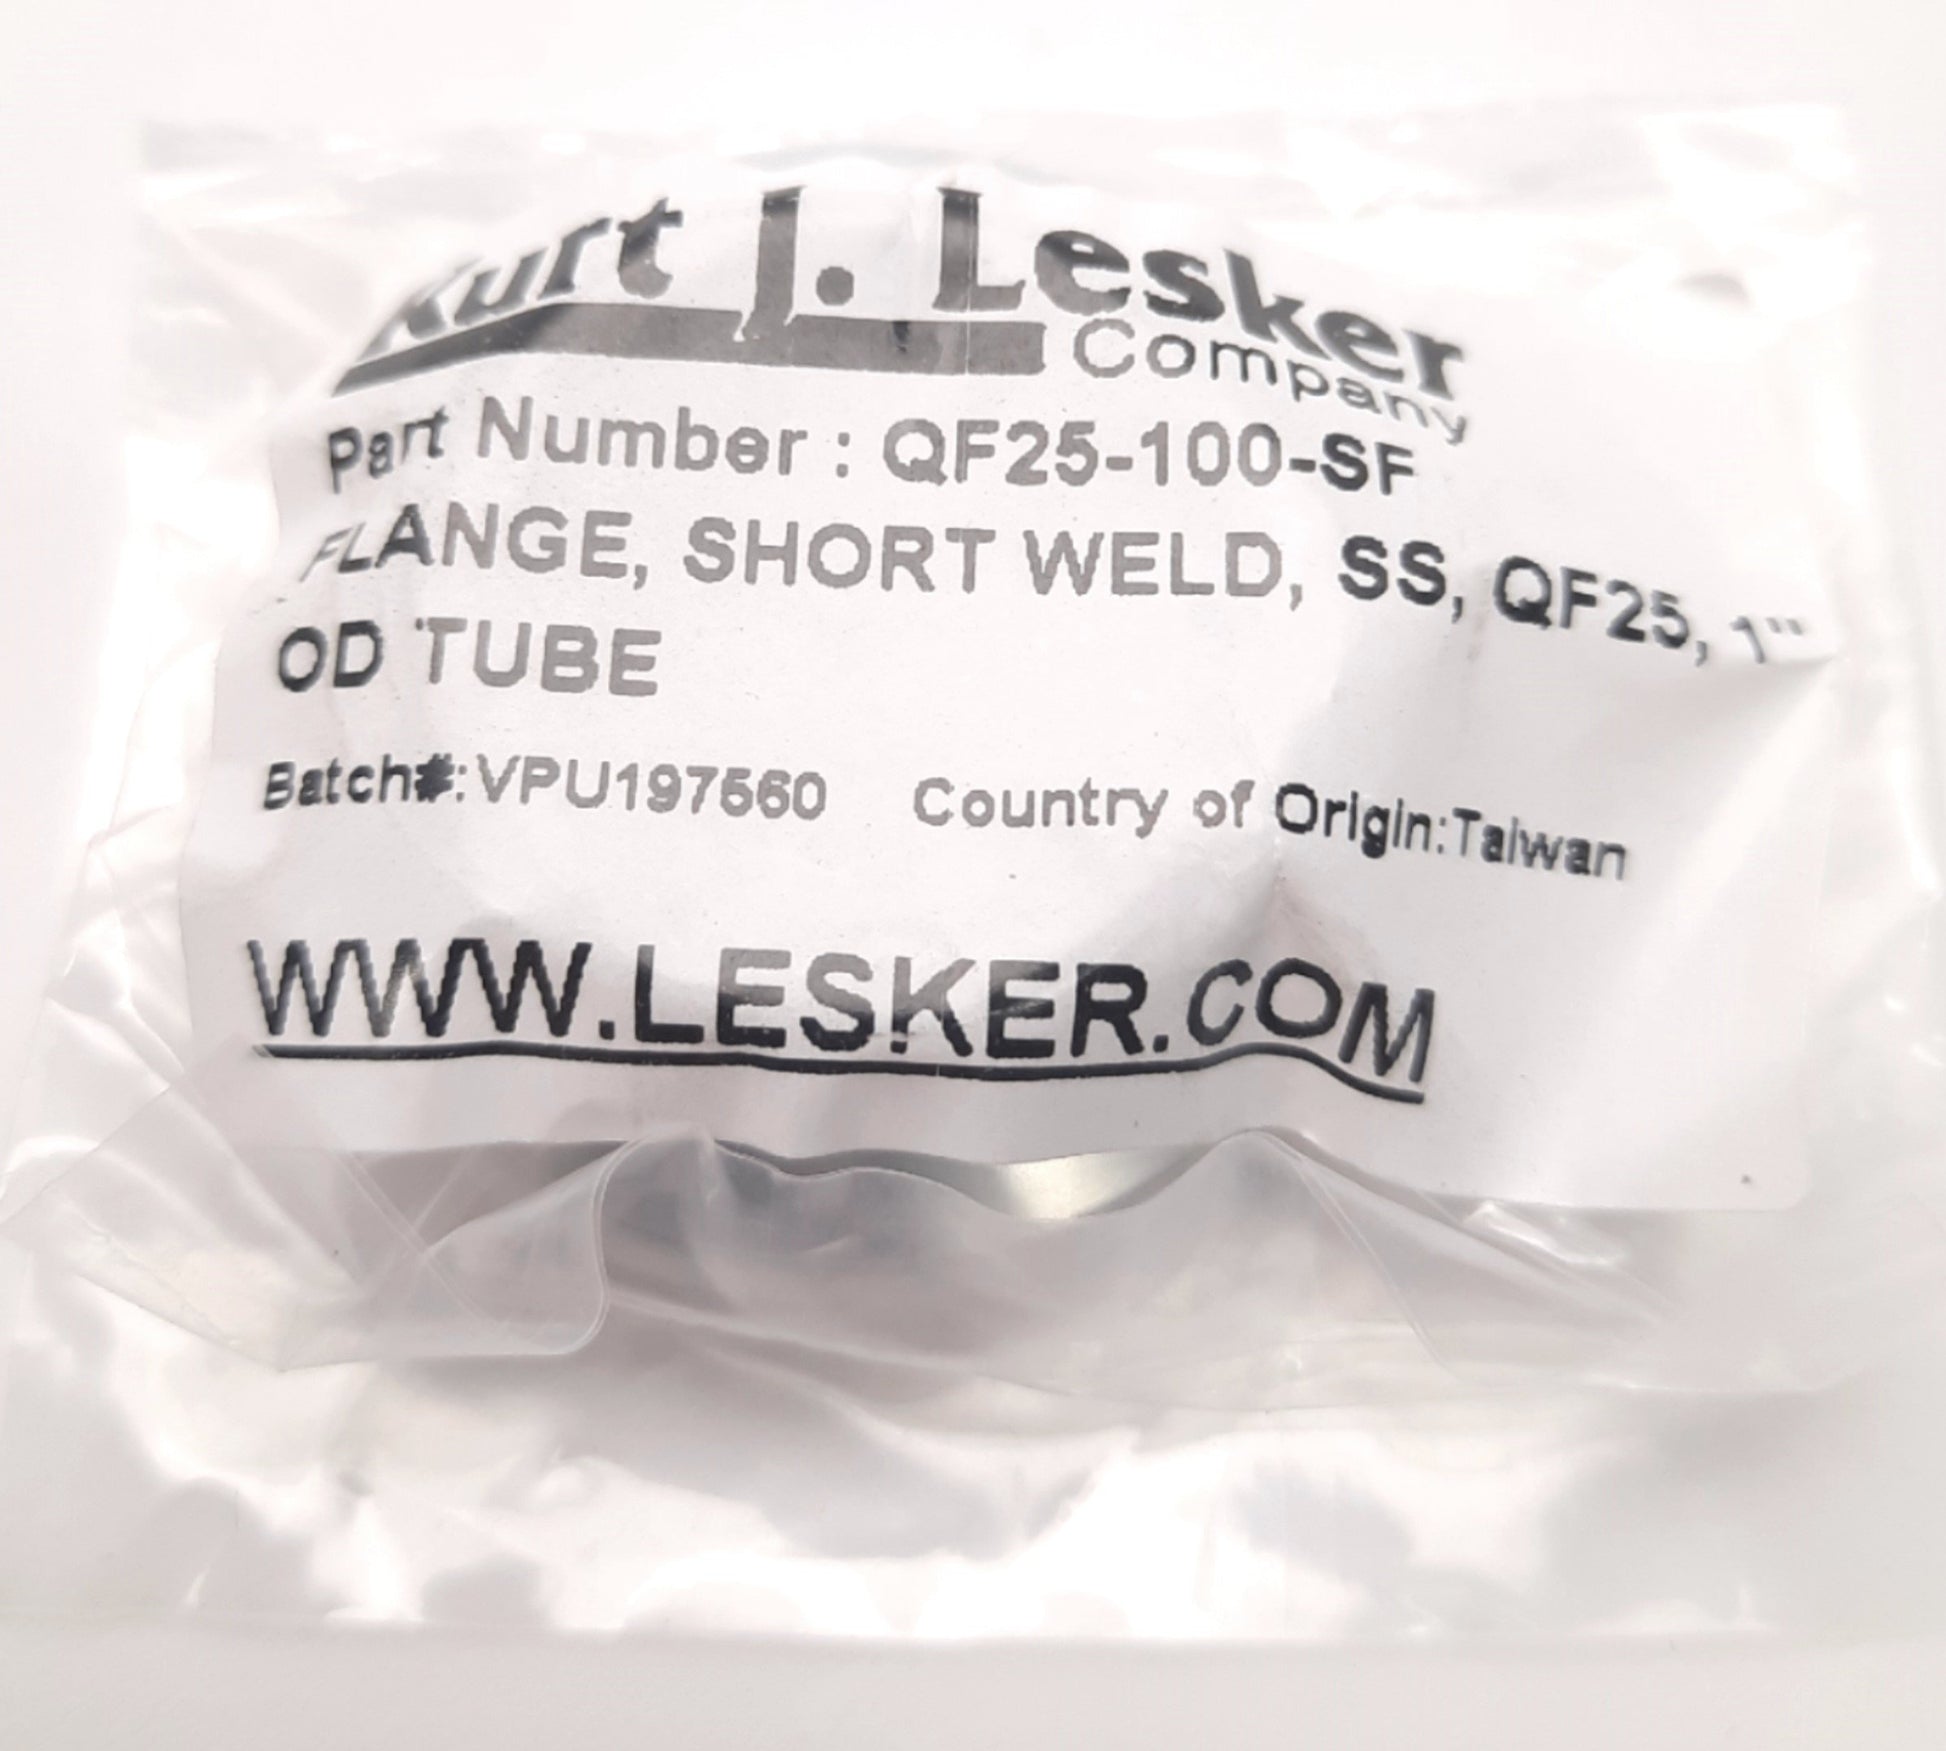 Kurt J. Lesker
Company
Part Number : QF25-100-SF
FLANGE, SHORT WELD, SS, QF25, 1"
OD TUBE
Batch#:VPU197560 Country of Origin:Taiwan
WWW.LESKER.COM